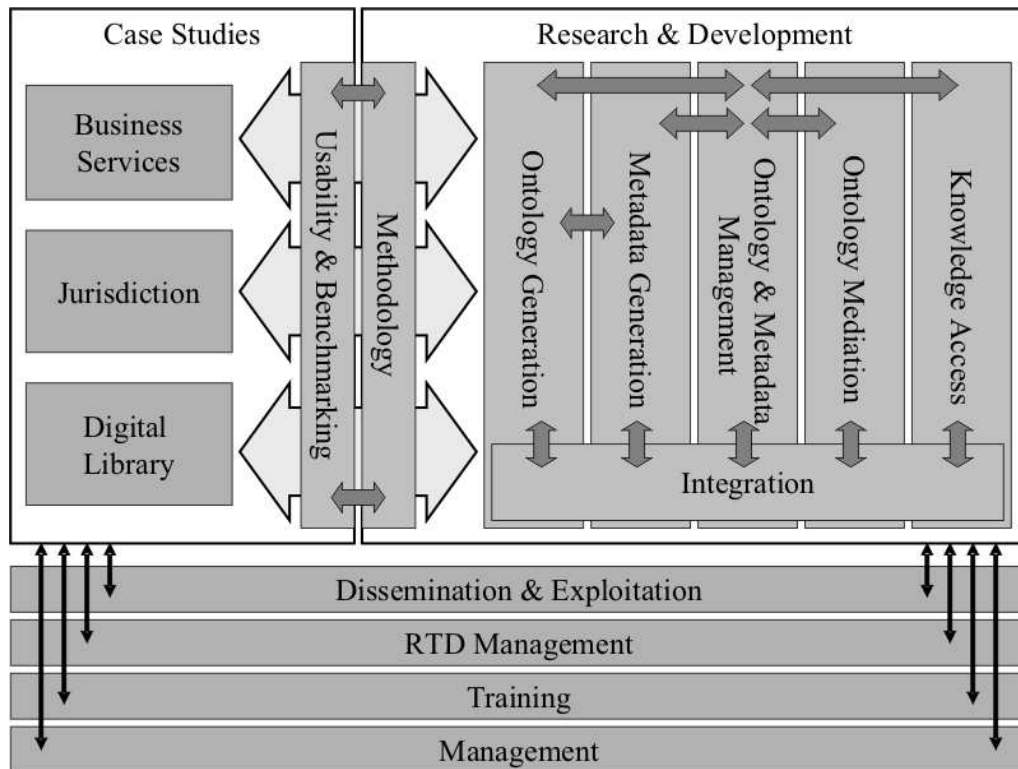 Case Studies
Research & Development
Business
Services
Jurisdiction
Digital
Library
Usability & Benchmarking
Methodology
Ontology Generation
Metadata Generation
Ontology & Metadata
Management
Ontology Mediation
Knowledge Access
Integration
Dissemination & Exploitation
RTD Management
Training
Management